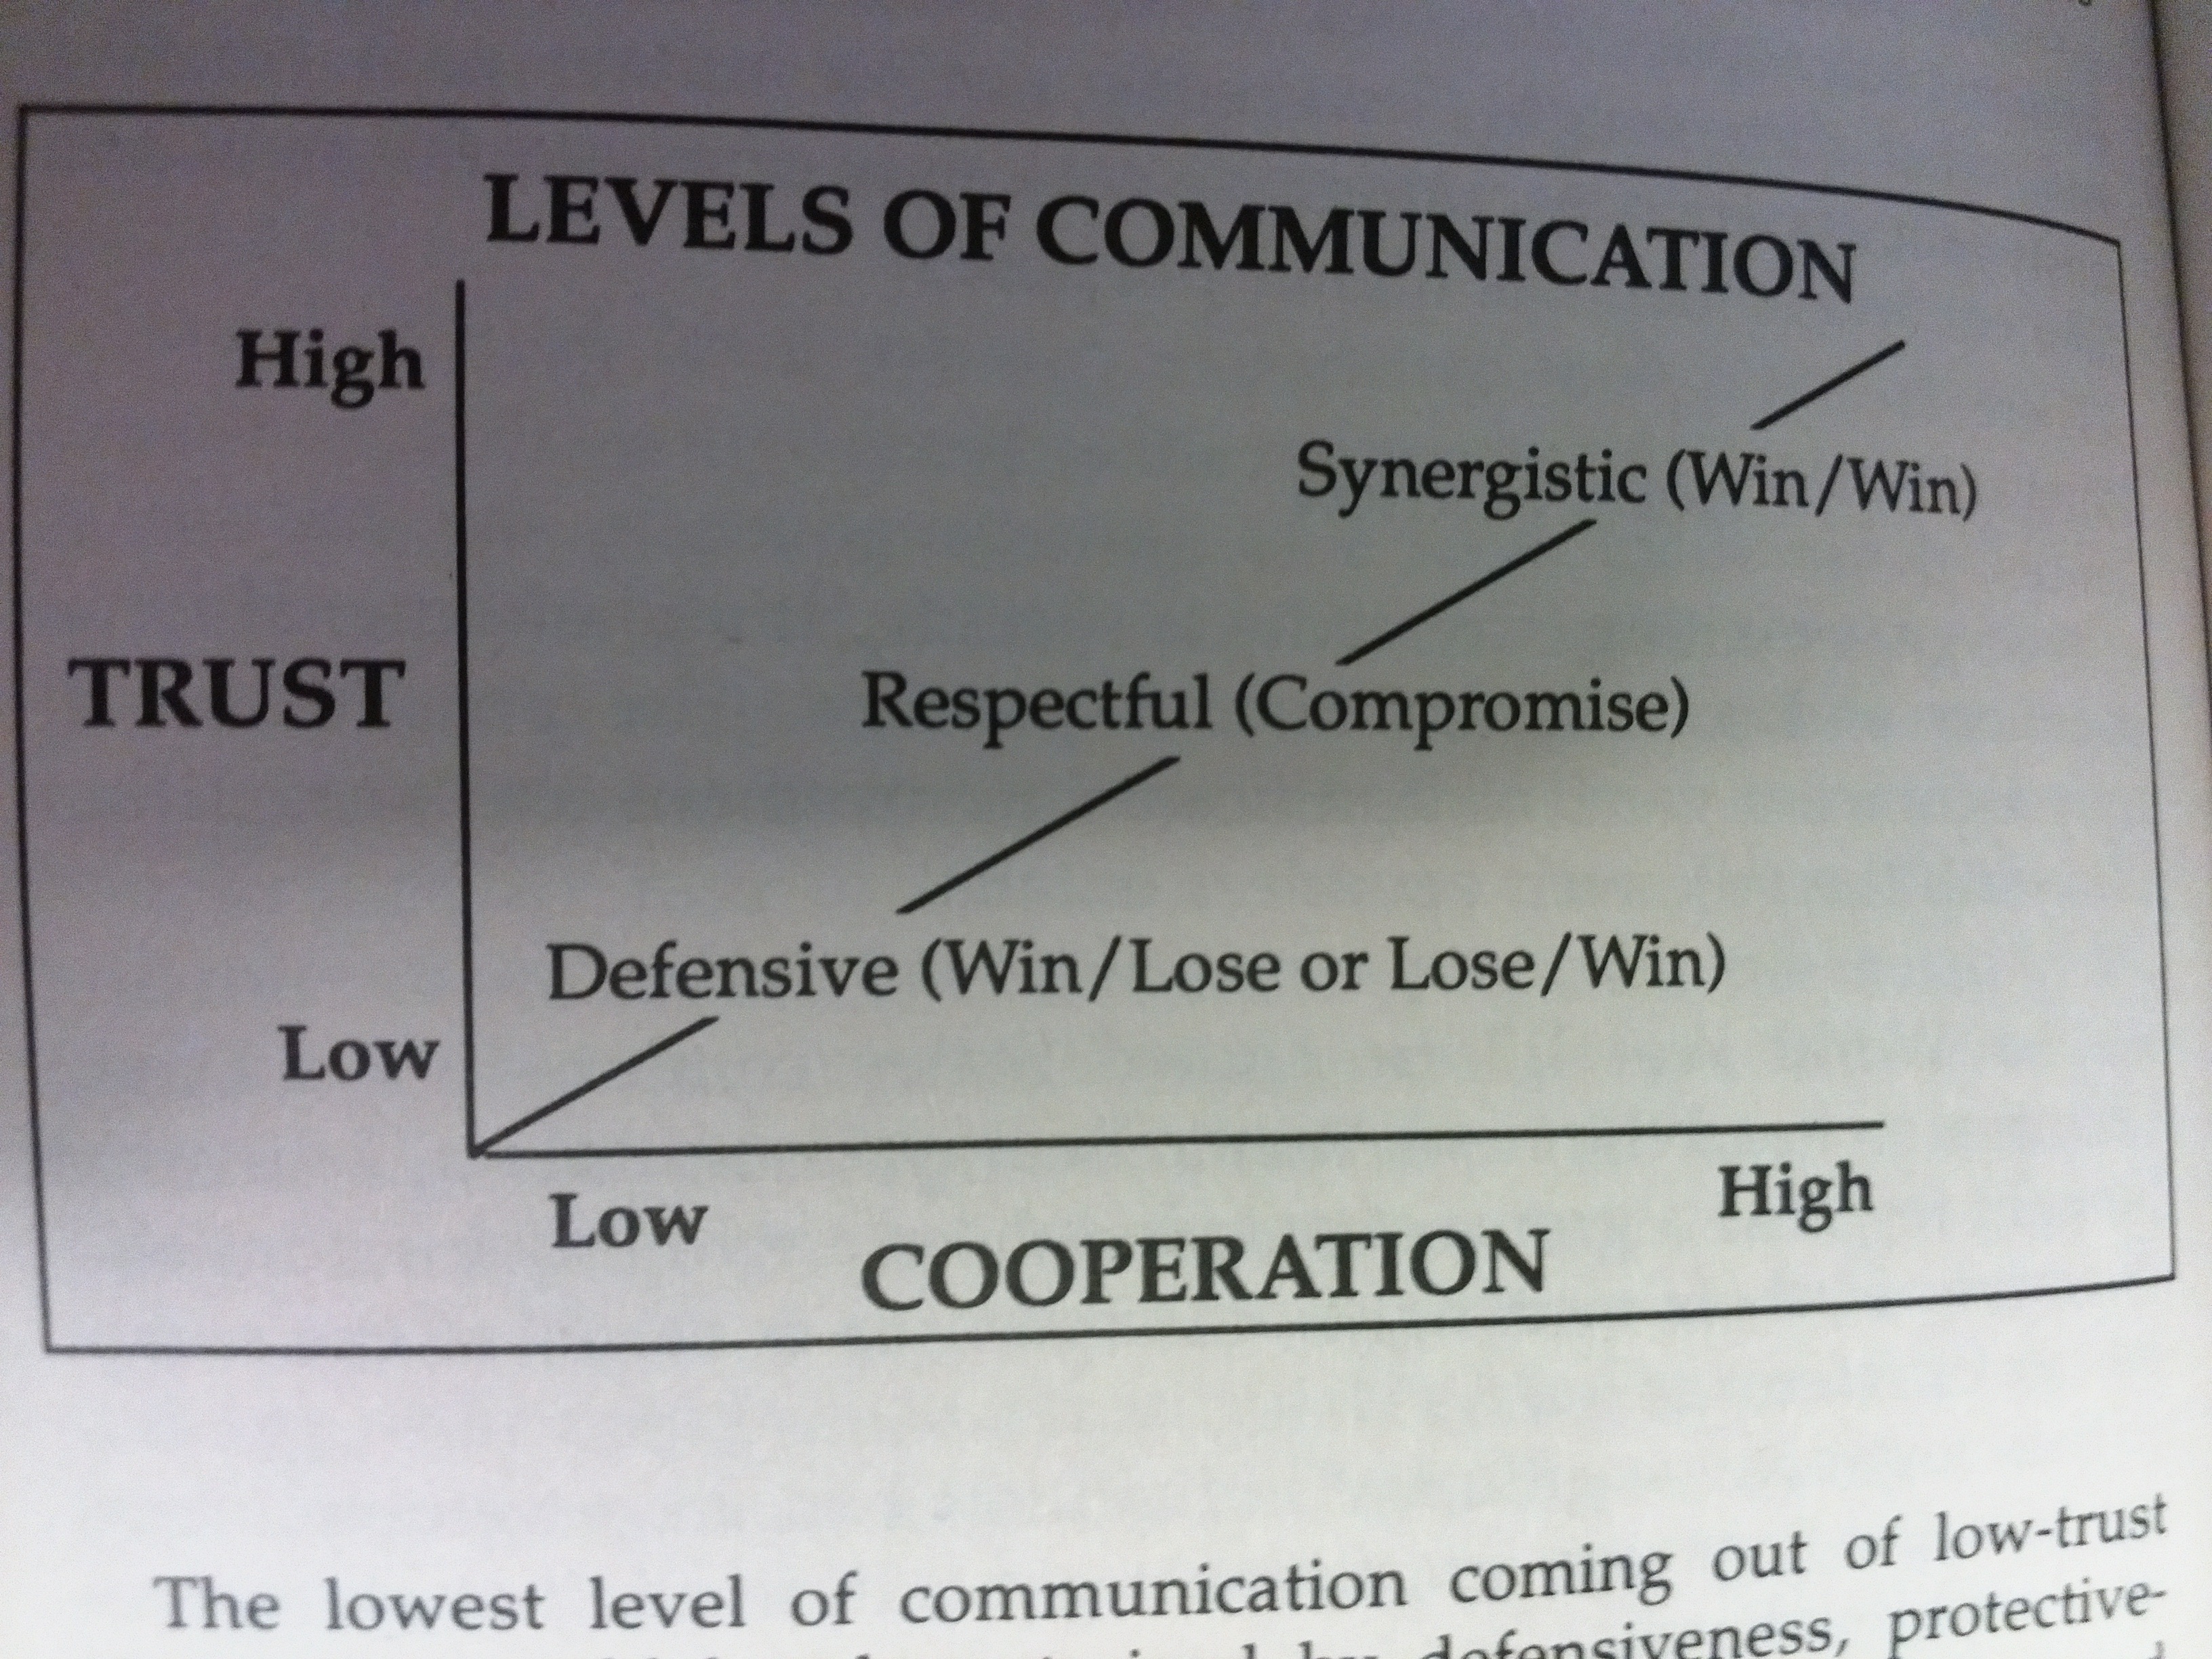 LEVELS OF COMMUNICATION
High
Synergistic (Win/Win)
TRUST
Respectful (Compromise)
Defensive (Win/Lose or Lose/Win)
Low
Low
High
COOPERATION
The lowest level of communication coming out of low-trust
by defensiveness, protective-